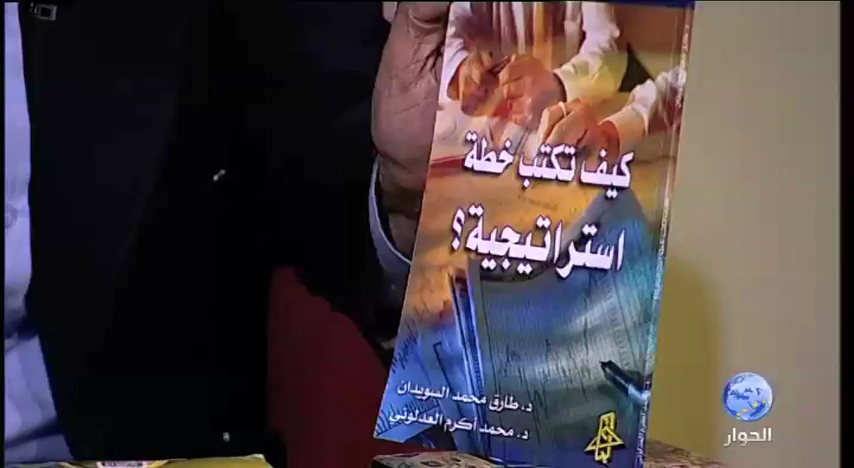 كيف تكتب خطة
استراتيجية؟
د. طارق محمد السويدان
د. محمد أكرم العدلوني
الحوار